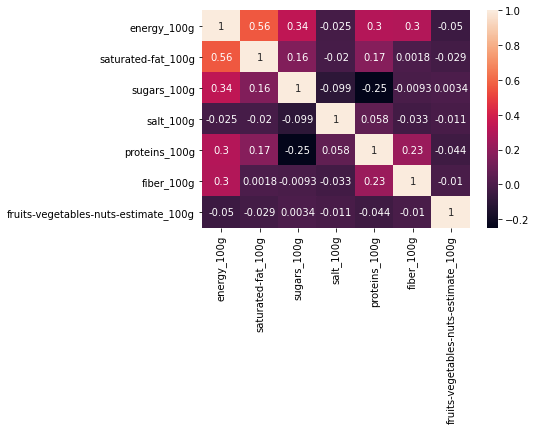 energy_100g 1 0.56 0.34 -0.025 0.3 0.3 -0.05
saturated-fat_100g 0.56 1 0.16 -0.02 0.17 0.0018 -0.029
sugars_100g 0.34 0.16 1 -0.099 -0.25 -0.0093 0.0034
salt_100g -0.025 -0.02 -0.099 1 0.058 -0.033 -0.011
proteins_100g 0.3 0.17 -0.25 0.058 1 0.23 -0.044
fiber_100g 0.3 0.0018 -0.0093 -0.033 0.23 1 -0.01
fruits-vegetables-nuts-estimate_100g -0.05 -0.029 0.0034 -0.011 -0.044 -0.01 1
energy_100g
saturated-fat_100g
sugars_100g
salt_100g
proteins_100g
fiber_100g
fruits-vegetables-nuts-estimate_100g
1.0
0.8
0.6
0.4
0.2
0.0
-0.2